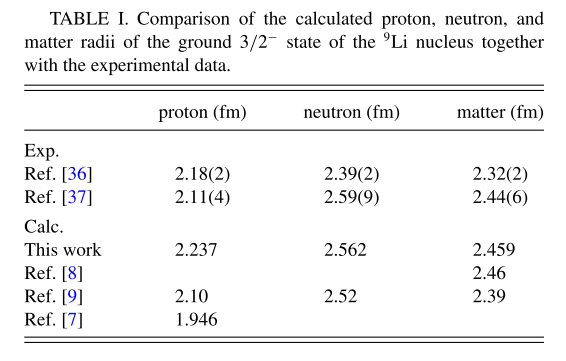 TABLE I. Comparison of the calculated proton, neutron, and
matter radii of the ground 3/2⁻ state of the ⁹Li nucleus together
with the experimental data.
proton (fm) neutron (fm) matter (fm)
Exp.
Ref. [36] 2.18(2) 2.39(2) 2.32(2)
Ref. [37] 2.11(4) 2.59(9) 2.44(6)
Calc.
This work 2.237 2.562 2.459
Ref. [8] 2.46
Ref. [9] 2.10 2.52 2.39
Ref. [7] 1.946